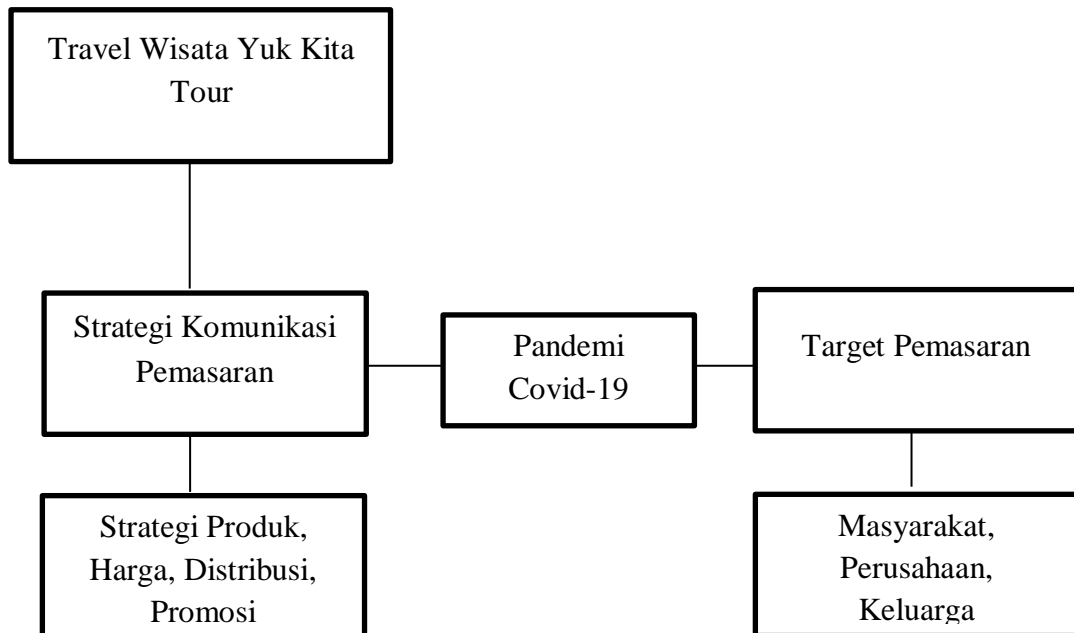 Travel Wisata Yuk Kita
Tour
Strategi Komunikasi
Pemasaran
Pandemi
Covid-19
Target Pemasaran
Strategi Produk,
Harga, Distribusi,
Promosi
Masyarakat,
Perusahaan,
Keluarga